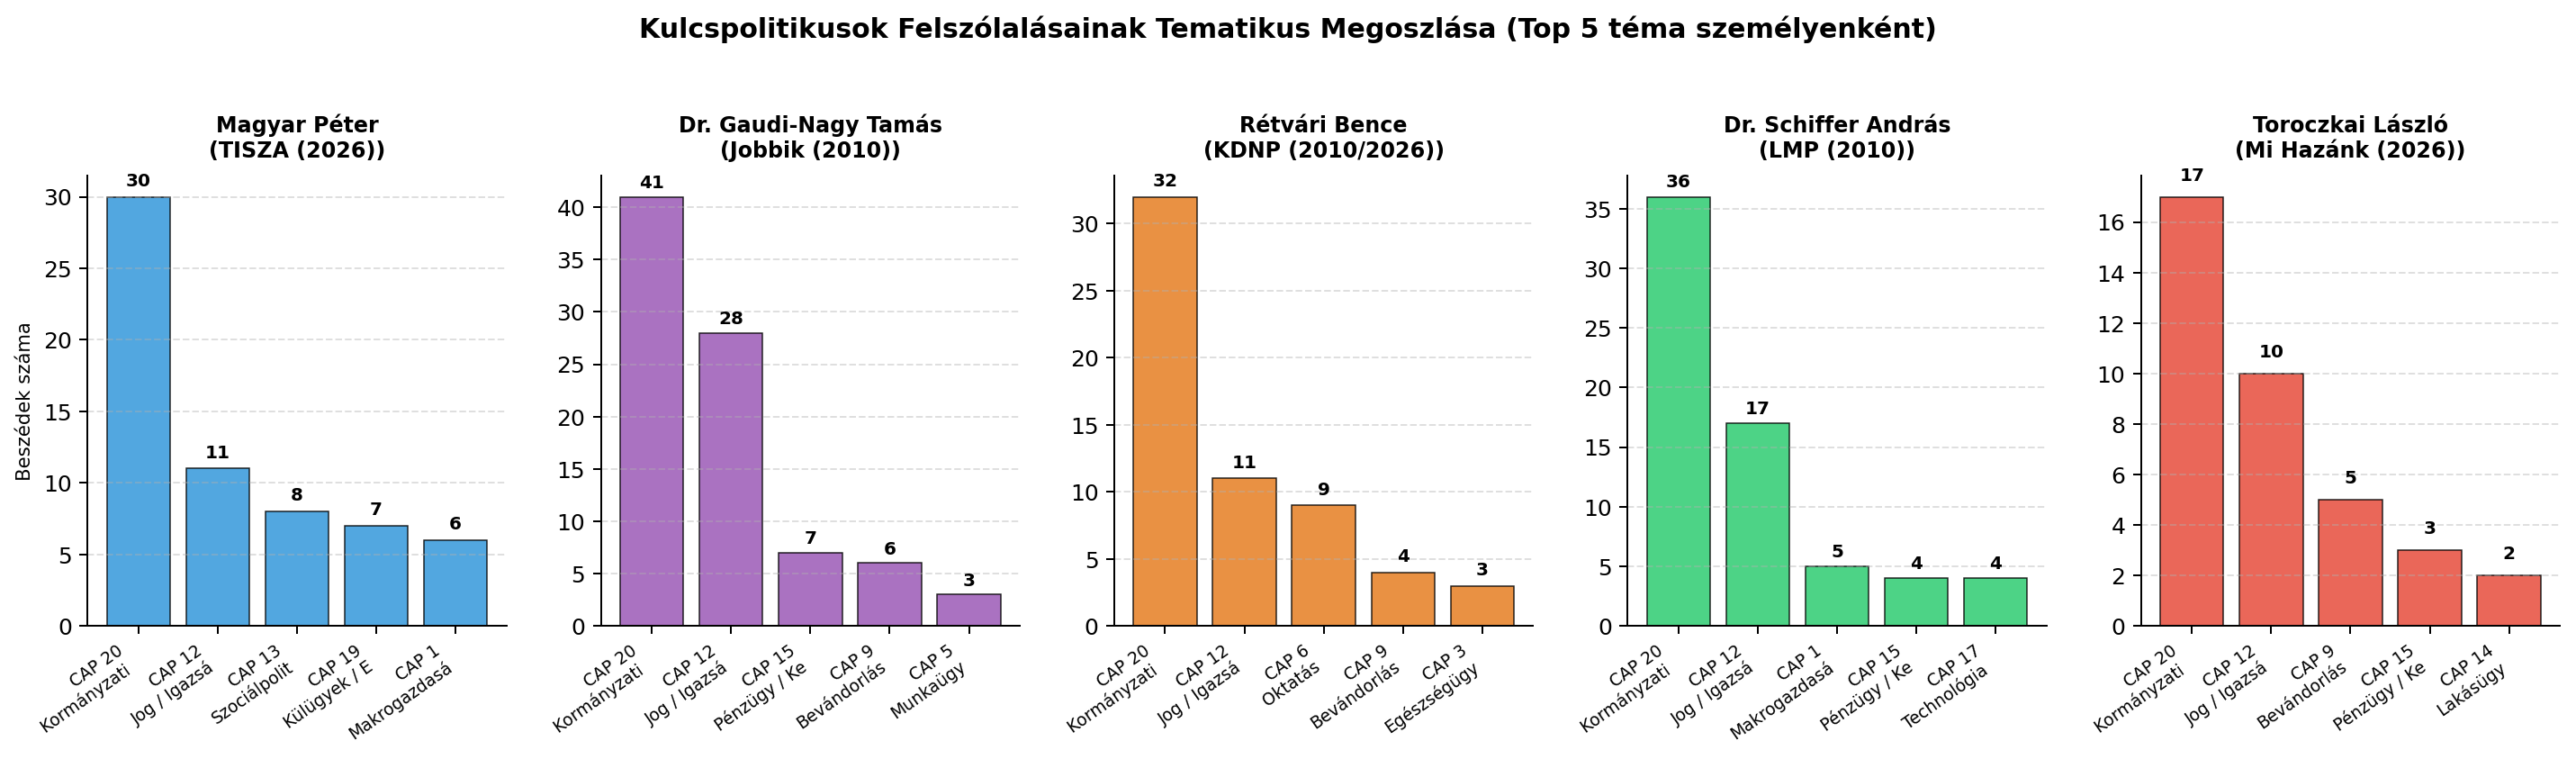 Kulcspolitikusok Felszólalásainak Tematikus Megoszlása (Top 5 téma személyenként)
Magyar Péter
(TISZA (2026))
Beszédek száma
30
25
20
15
10
5
0
30
11
8
7
6
CAP 20
Kormányzati
CAP 12
Jog / Igazsá
CAP 13
Szociálpolit
CAP 19
Külügyek / E
CAP 1
Makrogazdasá
Dr. Gaudi-Nagy Tamás
(Jobbik (2010))
40
35
30
25
20
15
10
5
0
41
28
7
6
3
CAP 20
Kormányzati
CAP 12
Jog / Igazsá
CAP 15
Pénzügy / Ke
CAP 9
Bevándorlás
CAP 5
Munkaügy
Rétvári Bence
(KDNP (2010/2026))
30
25
20
15
10
5
0
32
11
9
4
3
CAP 20
Kormányzati
CAP 12
Jog / Igazsá
CAP 6
Oktatás
CAP 9
Bevándorlás
CAP 3
Egészségügy
Dr. Schiffer András
(LMP (2010))
35
30
25
20
15
10
5
0
36
17
5
4
4
CAP 20
Kormányzati
CAP 12
Jog / Igazsá
CAP 1
Makrogazdasá
CAP 15
Pénzügy / Ke
CAP 17
Technológia
Toroczkai László
(Mi Hazánk (2026))
16
14
12
10
8
6
4
2
0
17
10
5
3
2
CAP 20
Kormányzati
CAP 12
Jog / Igazsá
CAP 9
Bevándorlás
CAP 15
Pénzügy / Ke
CAP 14
Lakásügy